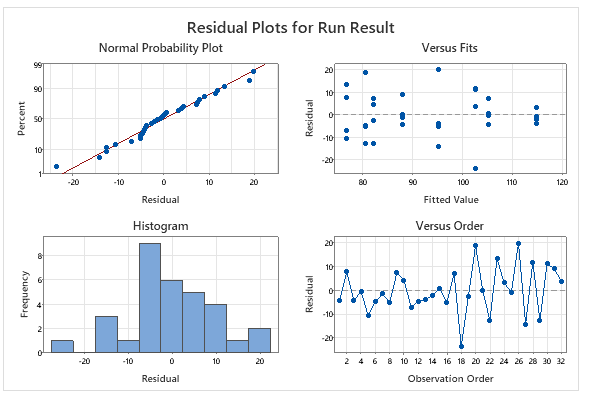 Residual Plots for Run Result
Normal Probability Plot
99
90
50
10
1
Percent
-20 -10 0 10 20
Residual
Versus Fits
20
10
0
-10
-20
Residual
80 90 100 110 120
Fitted Value
Histogram
8
6
4
2
0
Frequency
-20 -10 0 10 20
Residual
Versus Order
20
10
0
-10
-20
Residual
2 4 6 8 10 12 14 16 18 20 22 24 26 28 30 32
Observation Order